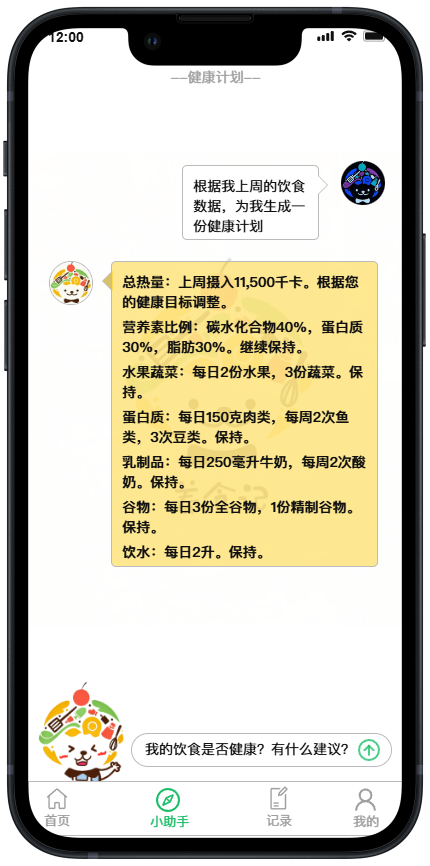 12:00
—健康计划—
根据我上周的饮食
数据，为我生成一
份健康计划
总热量：上周摄入11,500千卡。根据您
的健康目标调整。
营养素比例：碳水化合物40%，蛋白质
30%，脂肪30%。继续保持。
水果蔬菜：每日2份水果，3份蔬菜。保
持。
蛋白质：每日150克肉类，每周2次鱼
类，3次豆类。保持。
乳制品：每日250毫升牛奶，每周2次酸
奶。保持。
谷物：每日3份全谷物，1份精制谷物。
保持。
饮水：每日2升。保持。
我的饮食是否健康？有什么建议？
首页
小助手
记录
我的